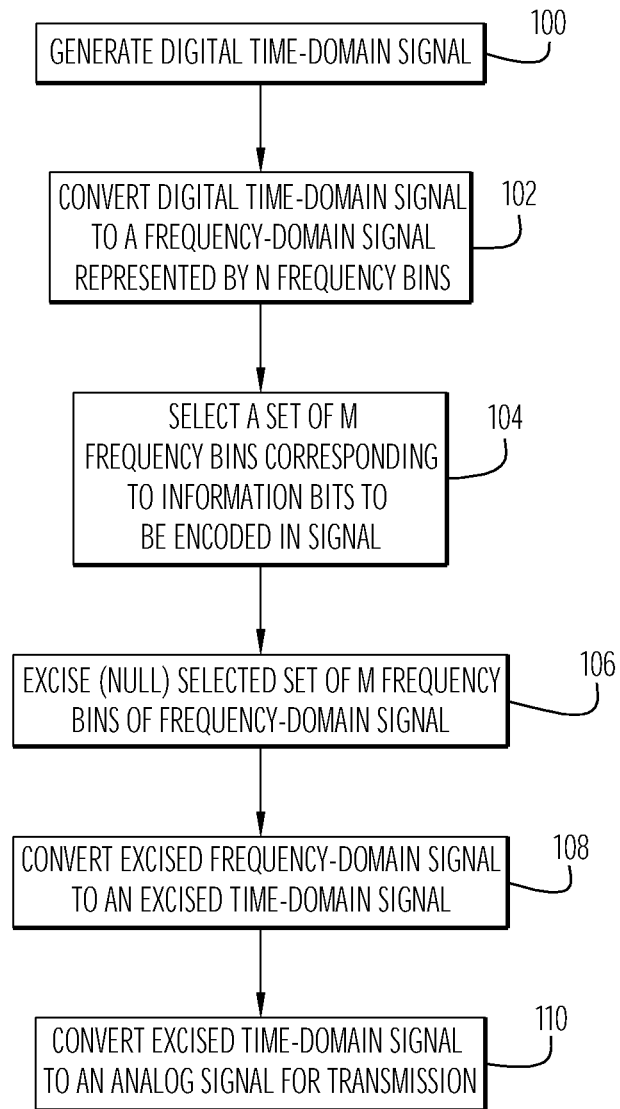 GENERATE DIGITAL TIME-DOMAIN SIGNAL
100
CONVERT DIGITAL TIME-DOMAIN SIGNAL
TO A FREQUENCY-DOMAIN SIGNAL
REPRESENTED BY N FREQUENCY BINS
102
SELECT A SET OF M
FREQUENCY BINS CORRESPONDING
TO INFORMATION BITS TO
BE ENCODED IN SIGNAL
104
EXCISE (NULL) SELECTED SET OF M FREQUENCY
BINS OF FREQUENCY-DOMAIN SIGNAL
106
CONVERT EXCISED FREQUENCY-DOMAIN SIGNAL
TO AN EXCISED TIME-DOMAIN SIGNAL
108
CONVERT EXCISED TIME-DOMAIN SIGNAL
TO AN ANALOG SIGNAL FOR TRANSMISSION
110